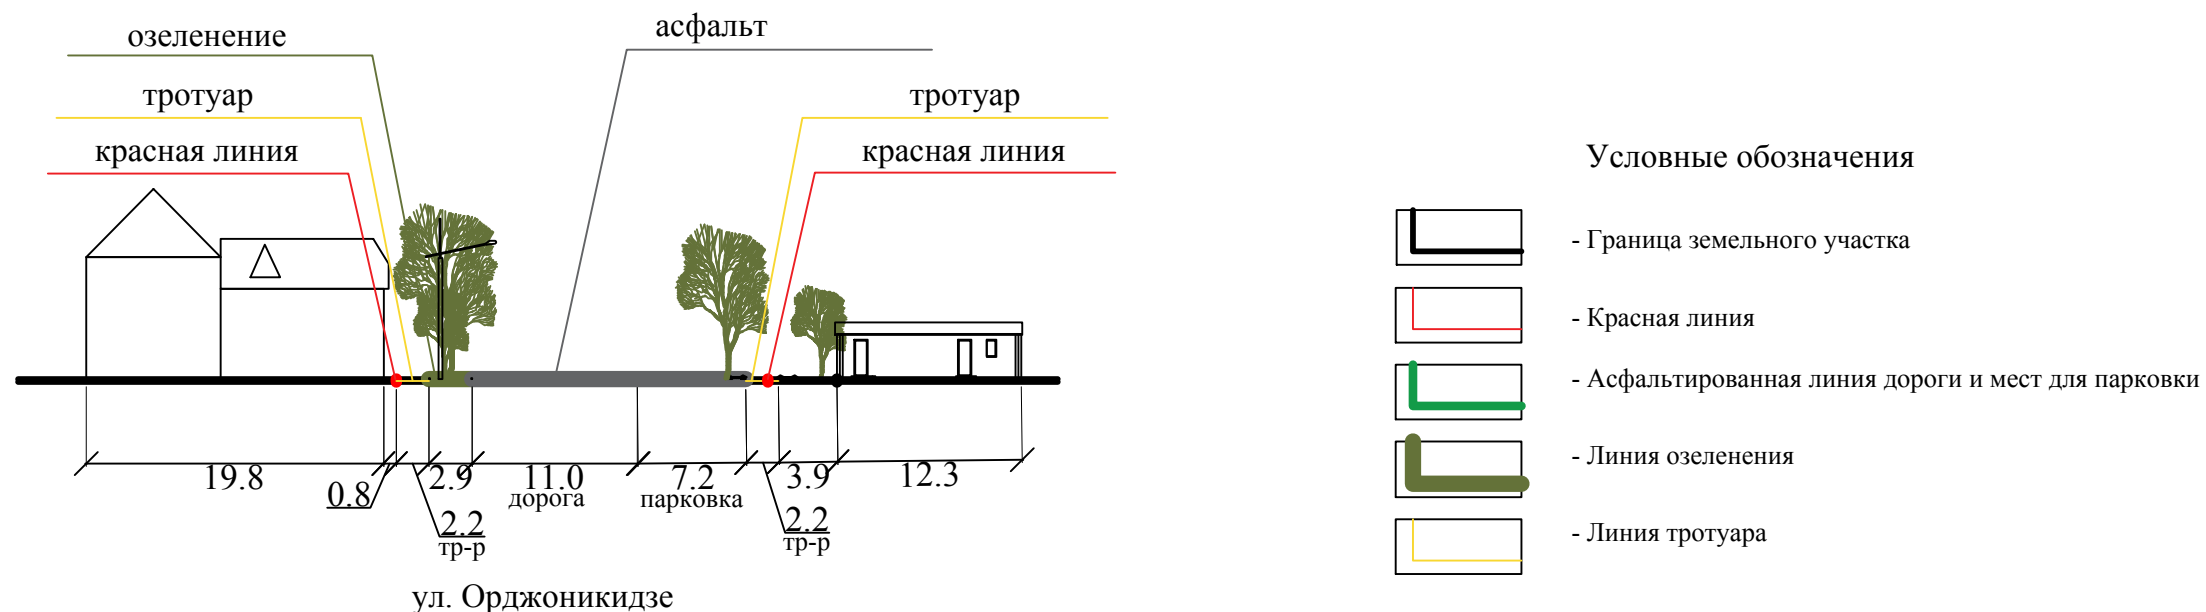 озеленение
асфальт
тротуар
тротуар
красная линия
красная линия
19.8
0.8
2.9
11.0
дорога
7.2
парковка
3.9
12.3
2.2
тр-р
2.2
тр-р
ул. Орджоникидзе
Условные обозначения
- Граница земельного участка
- Красная линия
- Асфальтированная линия дороги и мест для парковки
- Линия озеленения
- Линия тротуара